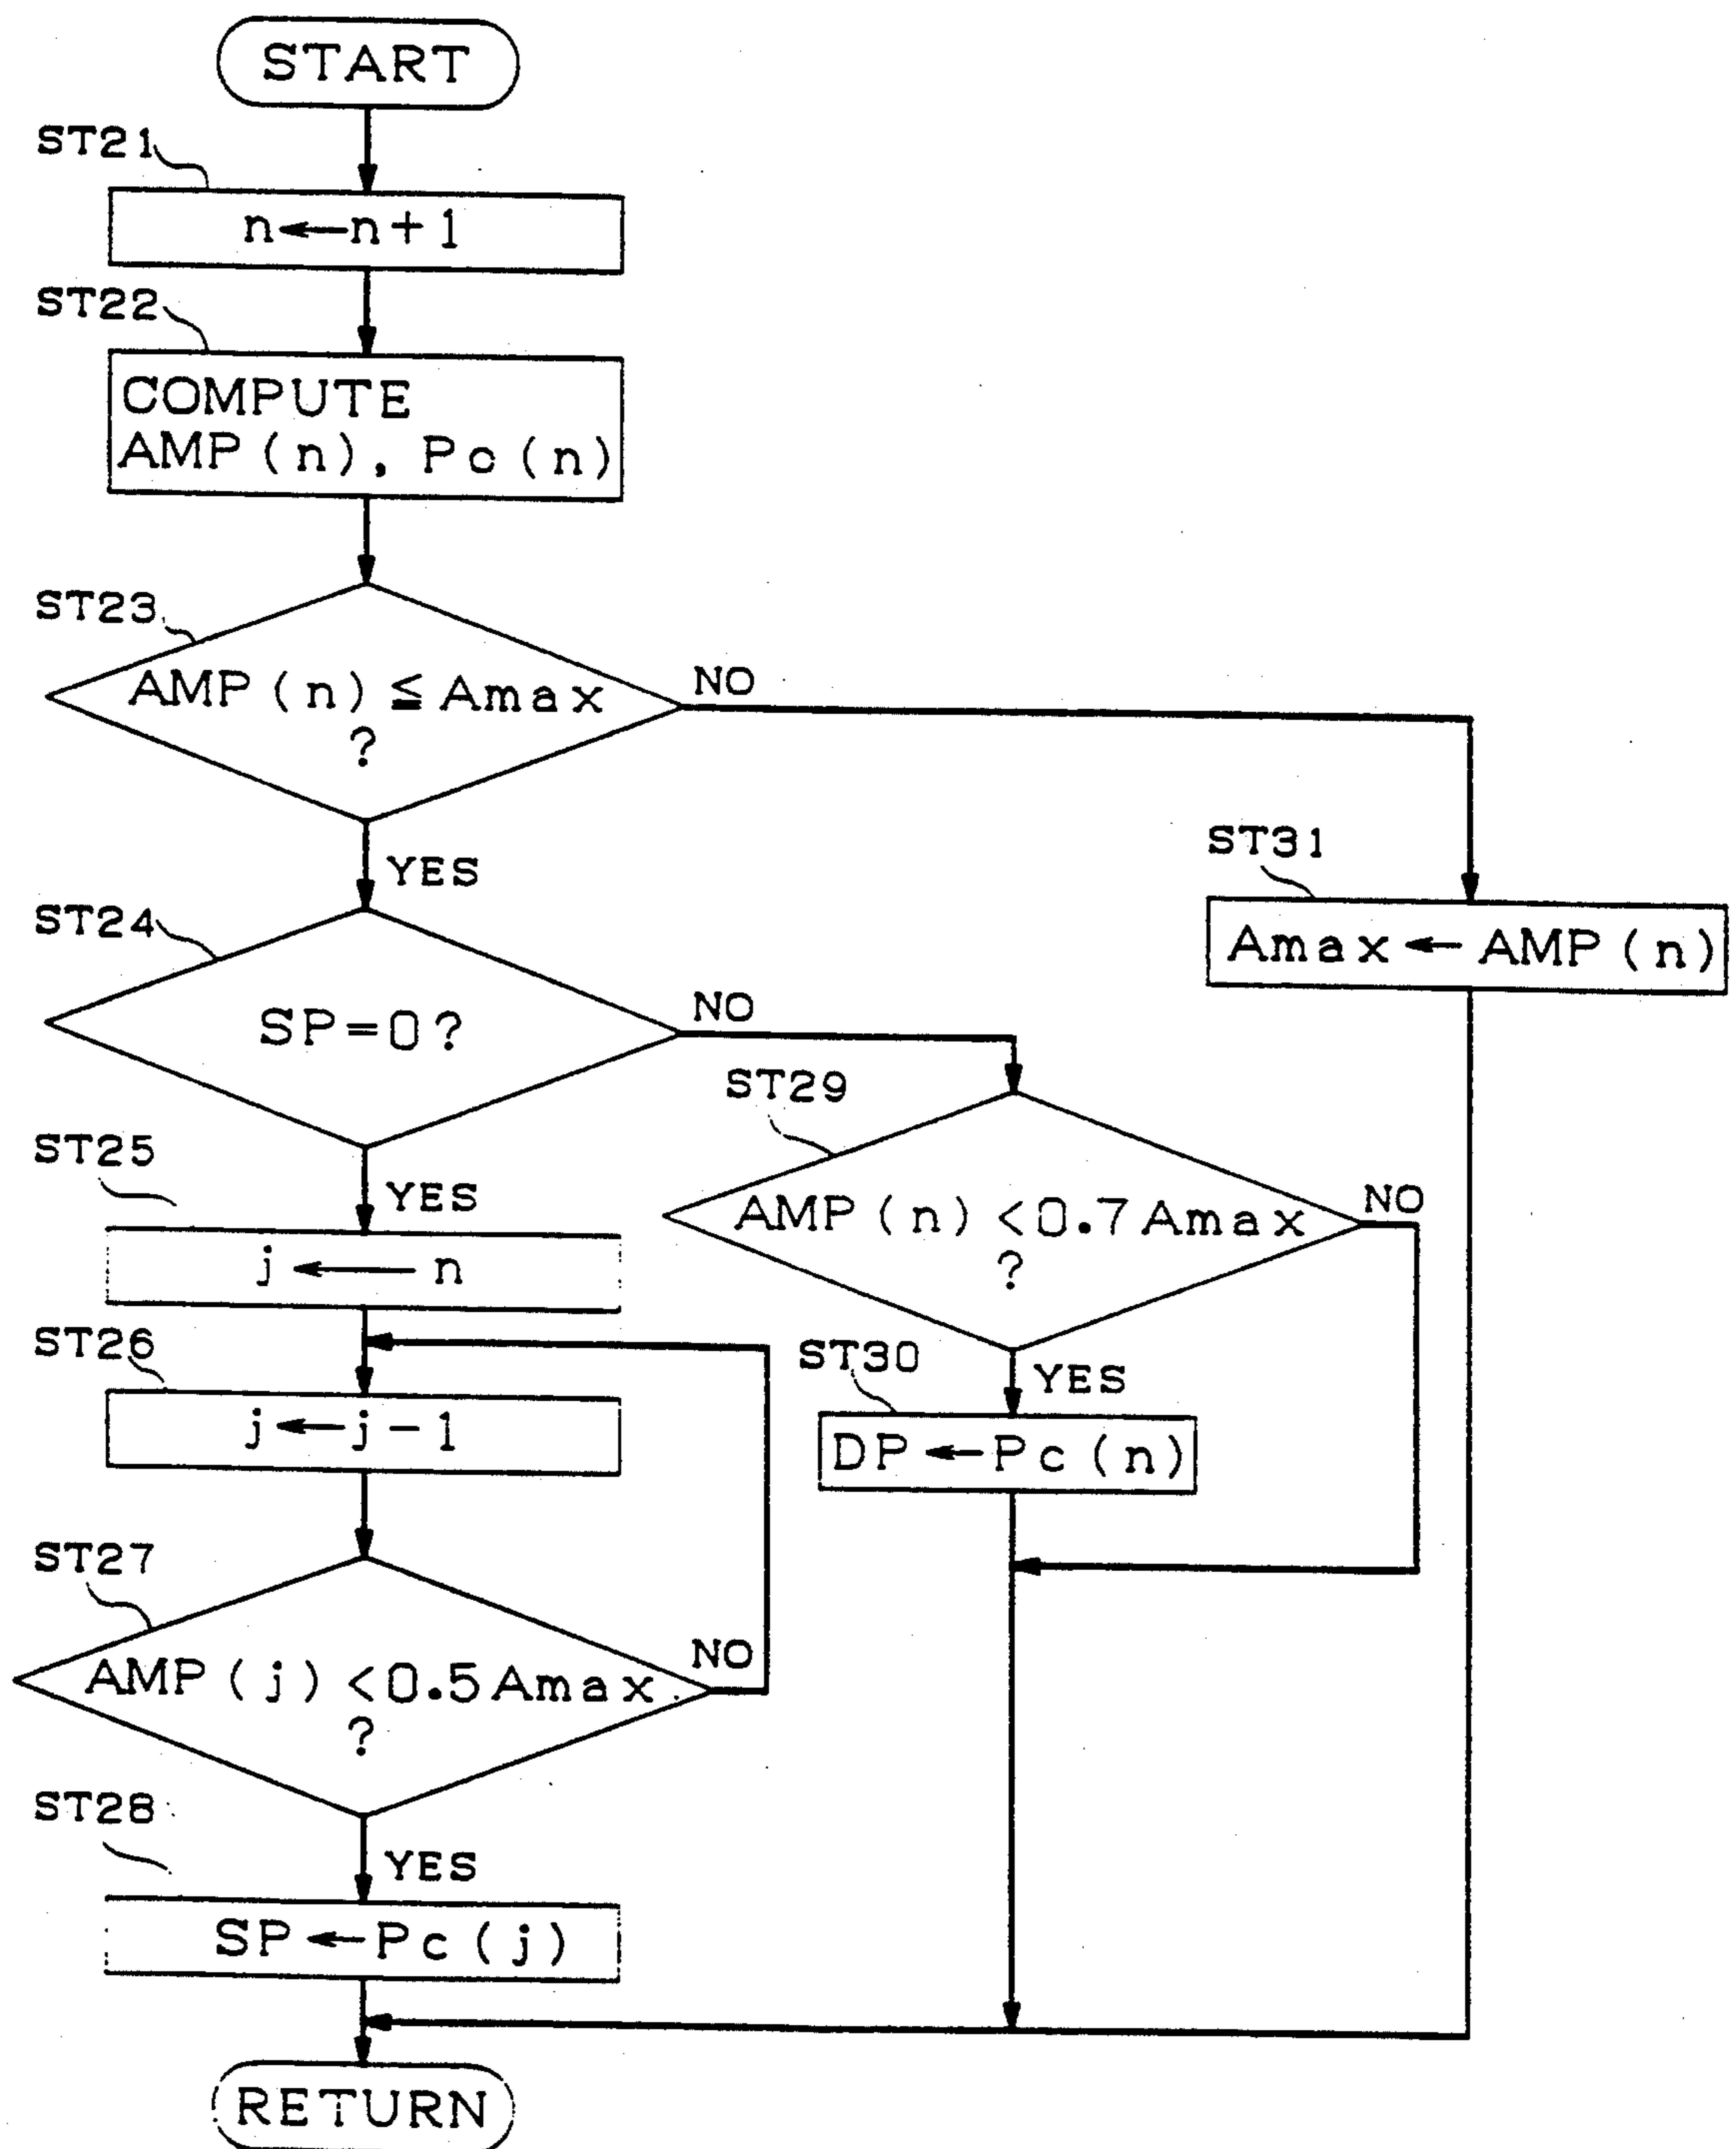 START
ST21
n←n+1
ST22
COMPUTE
AMP(n), Pc(n)
ST23
AMP(n)≦Amax
?
NO
YES
ST31
Amax←AMP(n)
ST24
SP=0?
NO
YES
ST29
AMP(n)<0.7Amax
?
NO
YES
ST25
j←n
ST26
j←j-1
ST30
DP←Pc(n)
ST27
AMP(j)<0.5Amax
?
NO
YES
ST28
SP←Pc(j)
RETURN